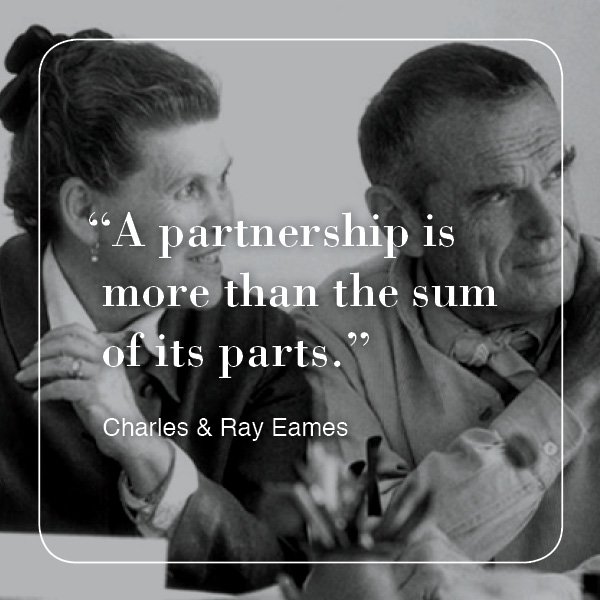 “A partnership is
more than the sum
of its parts.”
Charles & Ray Eames